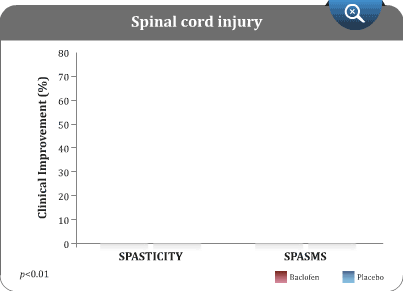 Spinal cord injury
Clinical Improvement (%)
80
70
60
50
40
30
20
10
0
SPASTICITY SPASMS
p<0.01
Baclofen Placebo